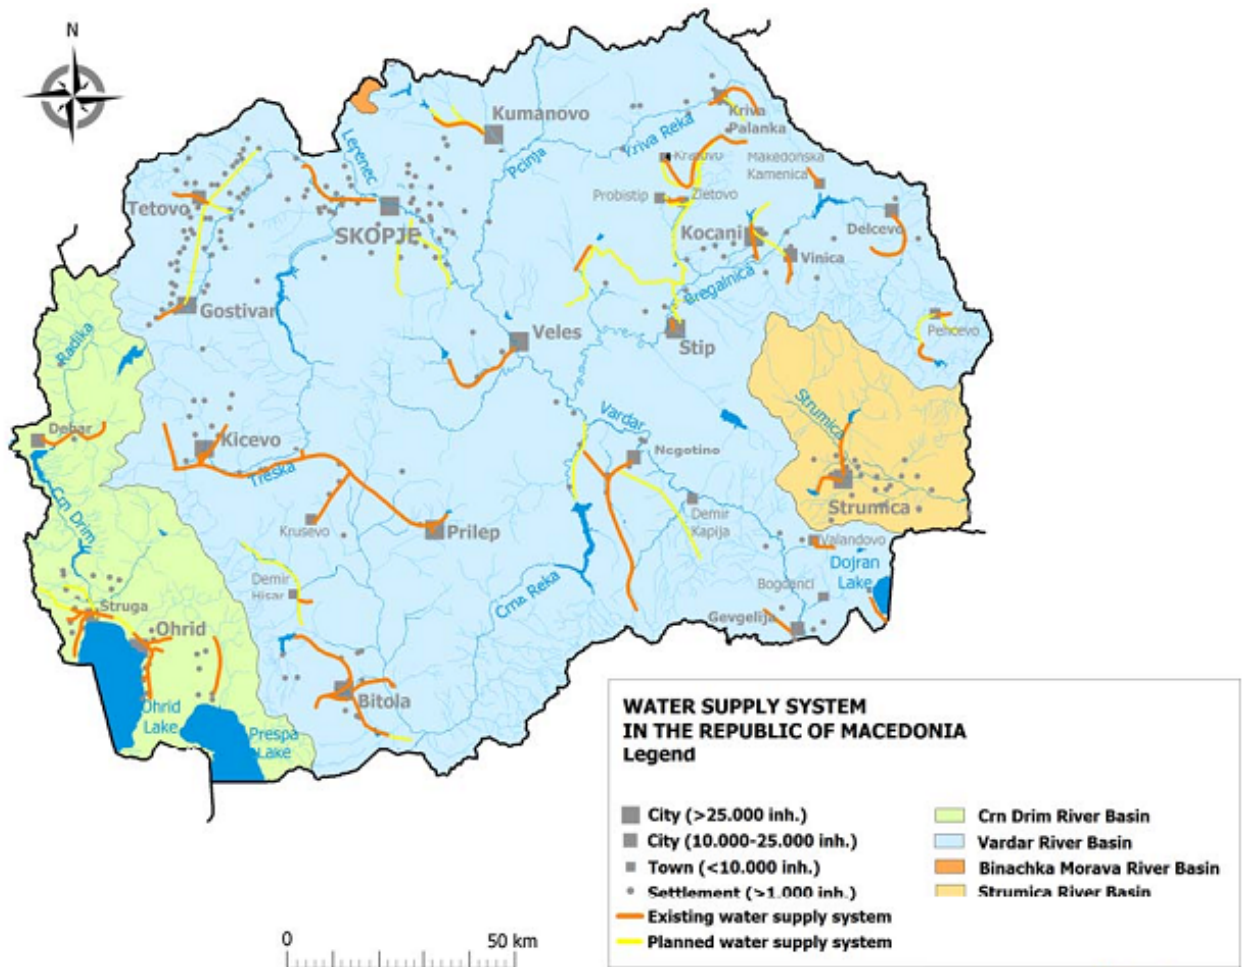 N
Kumanovo
Kriva
Palanka
Lepenec
Pcinja
Kriva Reka
Kratovo
Makedonska
Kamenica
Tetovo
Probistip
Zletovo
SKOPJE
Kocani
Delcevo
Vinica
Bregalnica
Gostivar
Veles
Stip
Pehcevo
Radika
Strumica
Vardar
Debar
Kicevo
Negotino
Treska
Crn Drim
Krusevo
Prilep
Demir
Kapija
Strumica
Valandovo
Dojran
Lake
Demir
Hisar
Crna Reka
Bogdanci
Struga
Ohrid
Gevgelija
Bitola
Ohrid
Lake
Prespa
Lake
WATER SUPPLY SYSTEM
IN THE REPUBLIC OF MACEDONIA
Legend
City (>25.000 inh.)
City (10.000-25.000 inh.)
Town (<10.000 inh.)
Settlement (>1.000 inh.)
Existing water supply system
Planned water supply system
Crn Drim River Basin
Vardar River Basin
Binachka Morava River Basin
Strumica River Basin
0 50 km